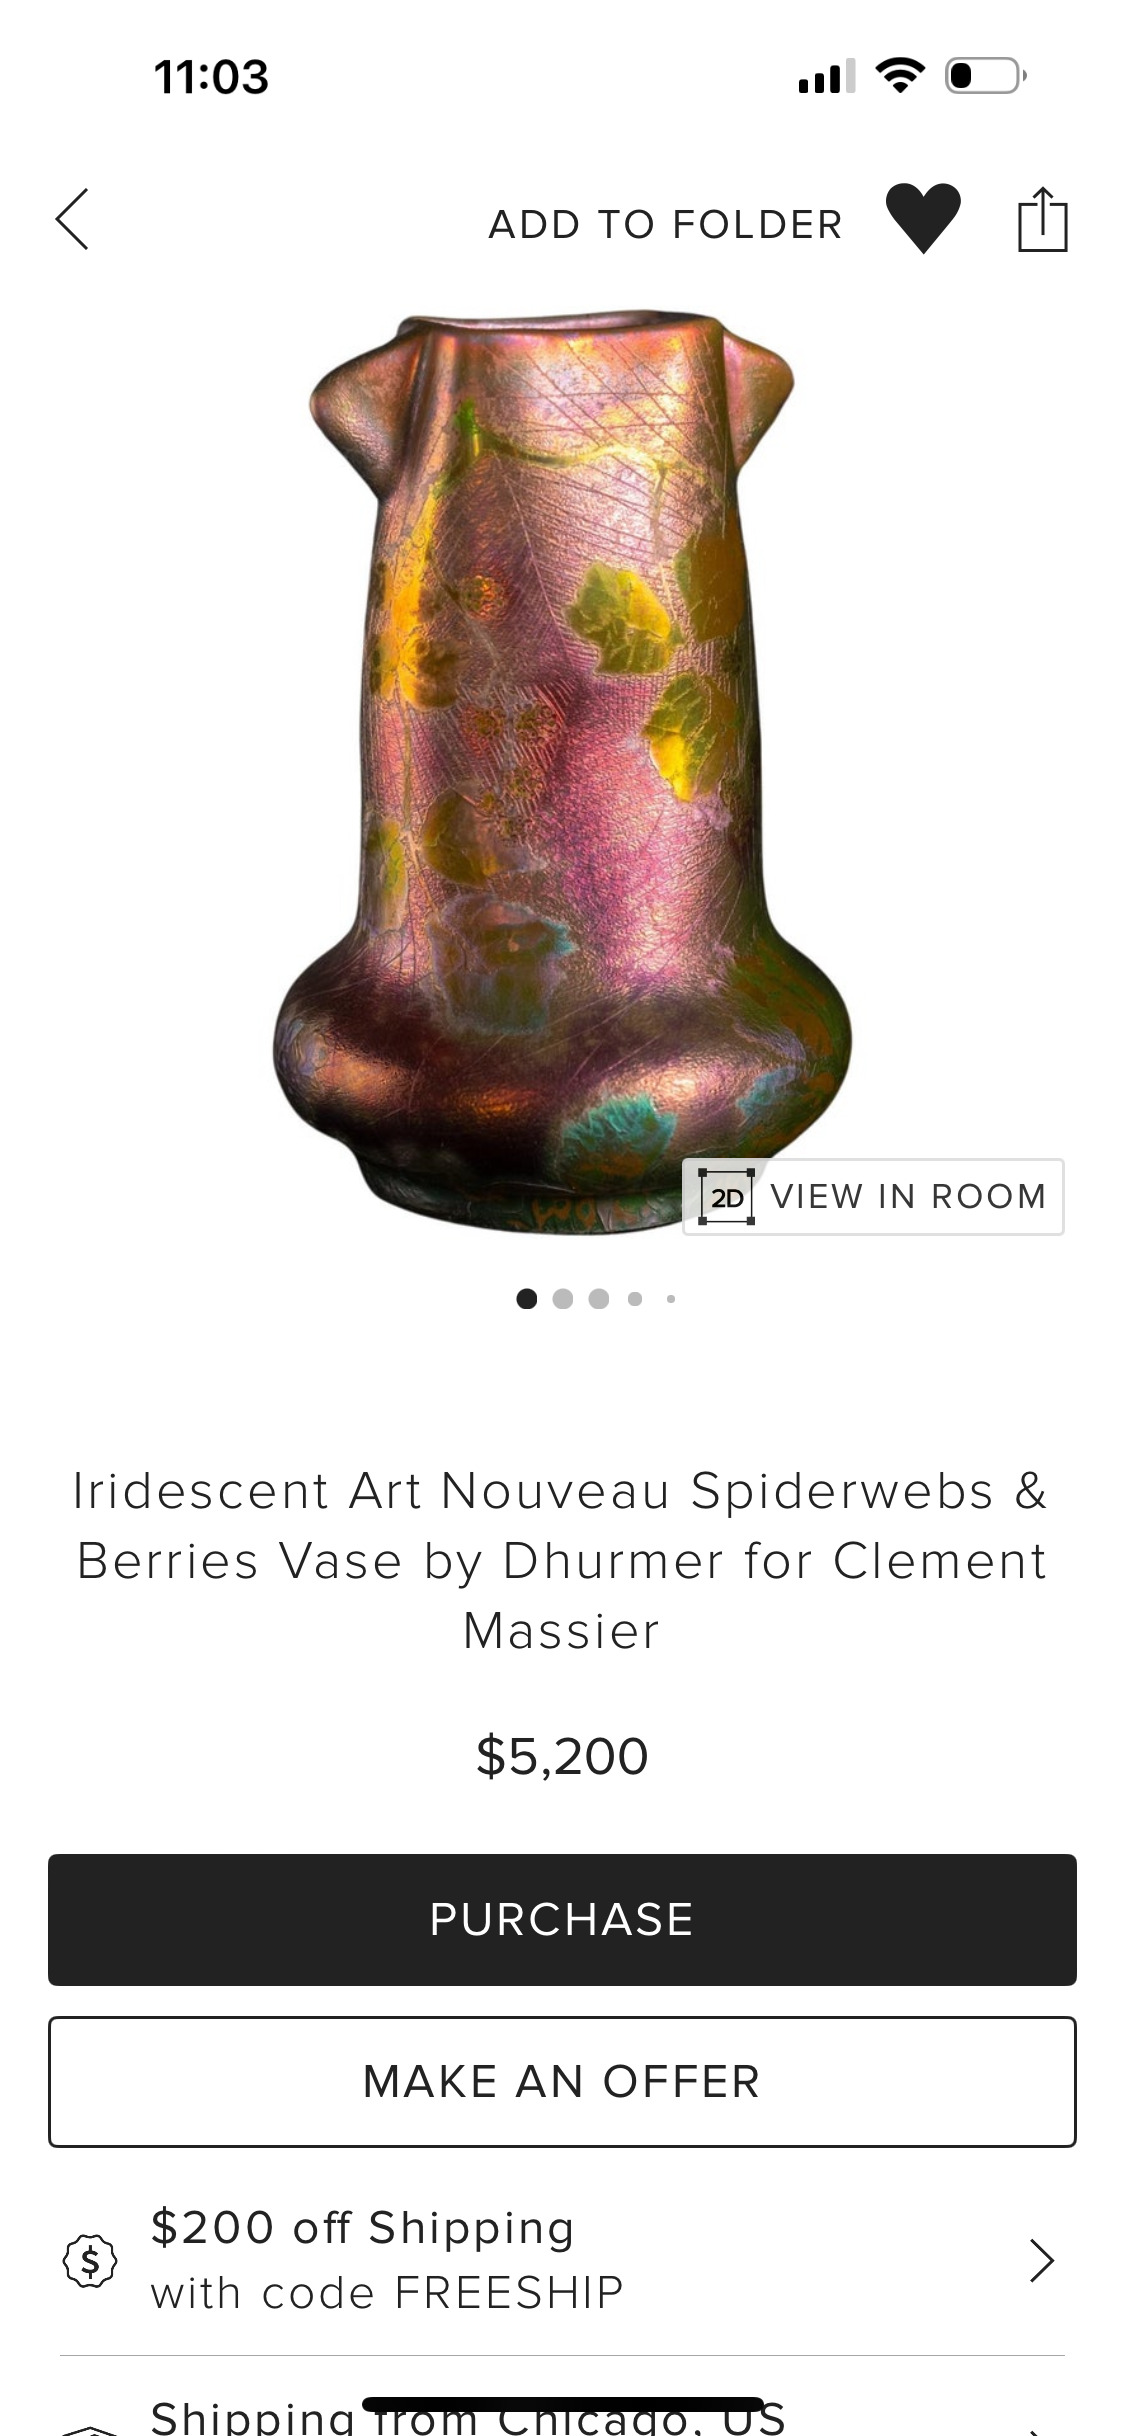 11:03
ADD TO FOLDER
2D VIEW IN ROOM
Iridescent Art Nouveau Spiderwebs &
Berries Vase by Dhurmer for Clement
Massier
$5,200
PURCHASE
MAKE AN OFFER
$200 off Shipping
$
with code FREESHIP
Shipping from Chicago, US